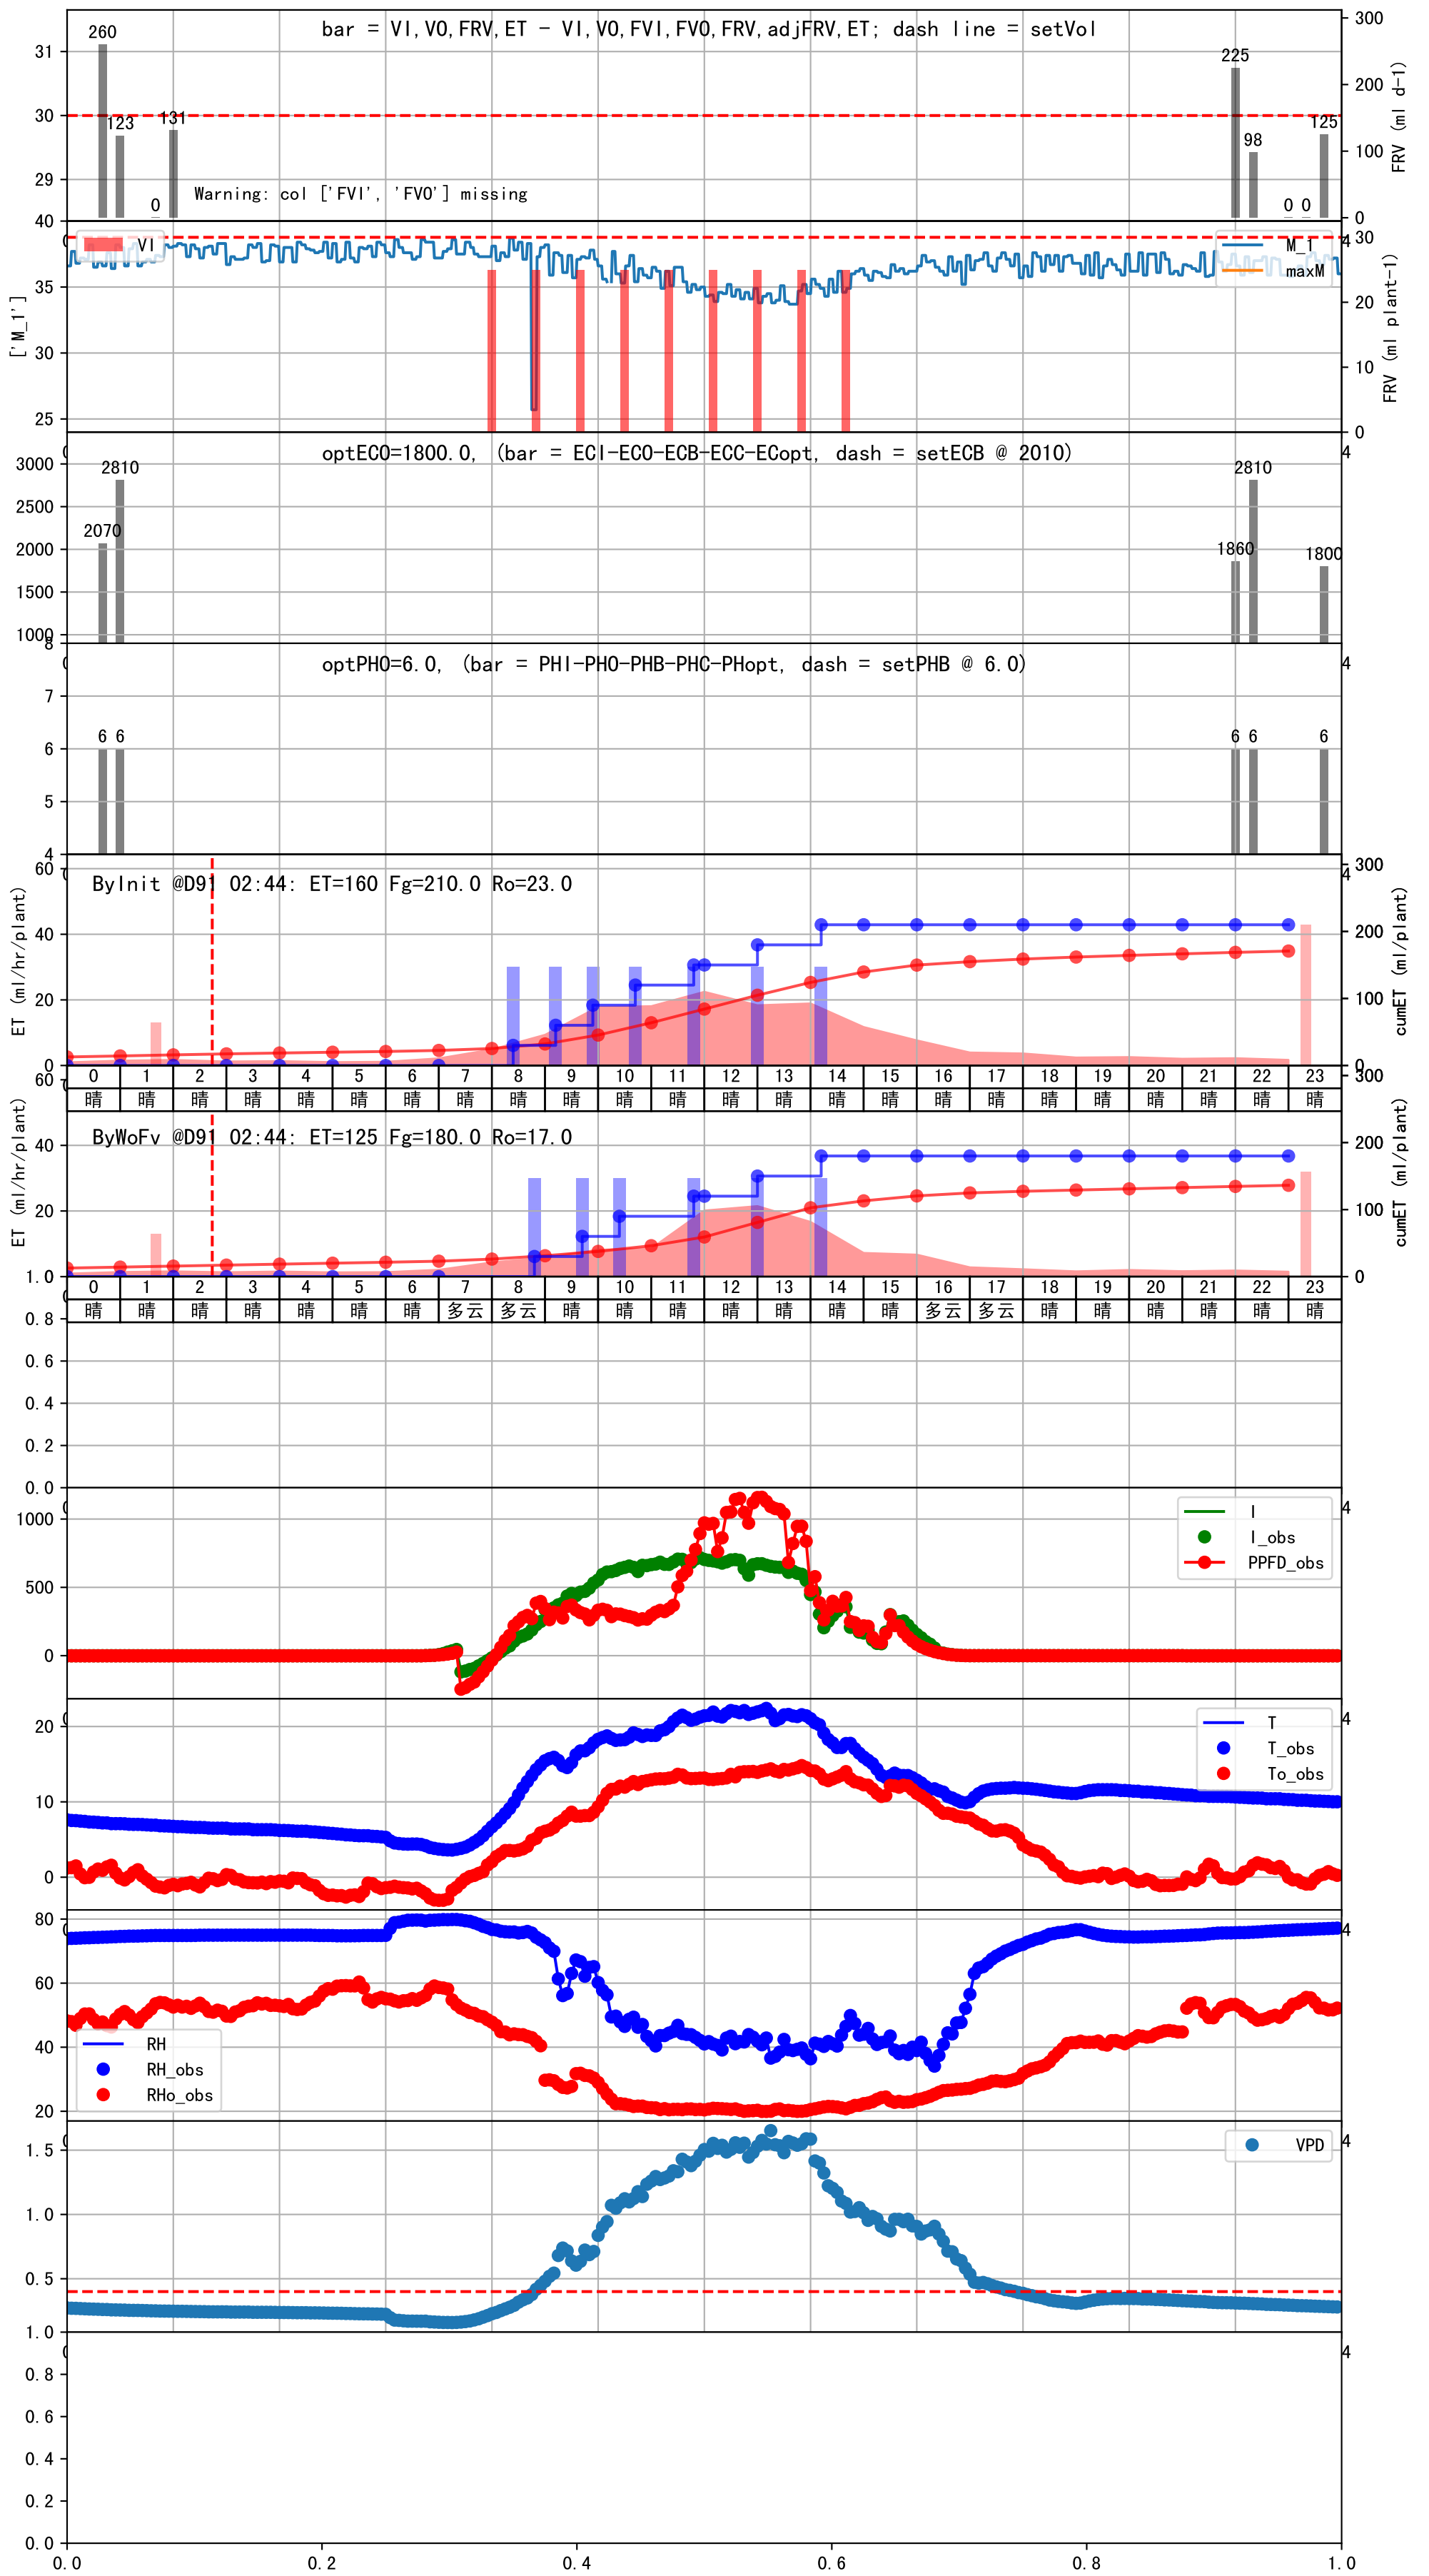 bar = VI,VO,FRV,ET - VI,VO,FVI,FVO,FRV,adjFRV,ET; dash line = setVol
260
123
0
131
225
98
0 0
125
31
30
29
300
200
100
0
FRV (ml d-1)
Warning: col ['FVI', 'FVO'] missing
40
35
30
25
['M_1']
VI
M_1
maxM
4
30
20
10
0
FRV (ml plant-1)
optECO=1800.0, (bar = ECI-ECO-ECB-ECC-ECopt, dash = setECB @ 2010)
4
3000
2500
2000
1500
1000
2070
2810
1860
2810
1800
optPHO=6.0, (bar = PHI-PHO-PHB-PHC-PHopt, dash = setPHB @ 6.0)
4
8
7
6
5
4
6 6
6 6
6
ByInit @D91 02:44: ET=160 Fg=210.0 Ro=23.0
4
60
40
20
0
ET (ml/hr/plant)
300
200
100
0
cumET (ml/plant)
0 1 2 3 4 5 6 7 8 9 10 11 12 13 14 15 16 17 18 19 20 21 22 23
晴 晴 晴 晴 晴 晴 晴 晴 晴 晴 晴 晴 晴 晴 晴 晴 晴 晴 晴 晴 晴 晴 晴 晴
ByWoFv @D91 02:44: ET=125 Fg=180.0 Ro=17.0
60
40
20
ET (ml/hr/plant)
300
200
100
0
cumET (ml/plant)
0 1 2 3 4 5 6 7 8 9 10 11 12 13 14 15 16 17 18 19 20 21 22 23
晴 晴 晴 晴 晴 晴 晴 多云 多云 晴 晴 晴 晴 晴 晴 晴 多云 多云 晴 晴 晴 晴 晴 晴
1.0
0.8
0.6
0.4
0.2
0.0
4
1000
500
0
I
I_obs
PPFD_obs
4
20
10
0
T
T_obs
To_obs
4
80
60
40
20
RH
RH_obs
RHo_obs
4
1.5
1.0
0.5
VPD
4
1.0
0.8
0.6
0.4
0.2
0.0
0.0 0.2 0.4 0.6 0.8 1.0